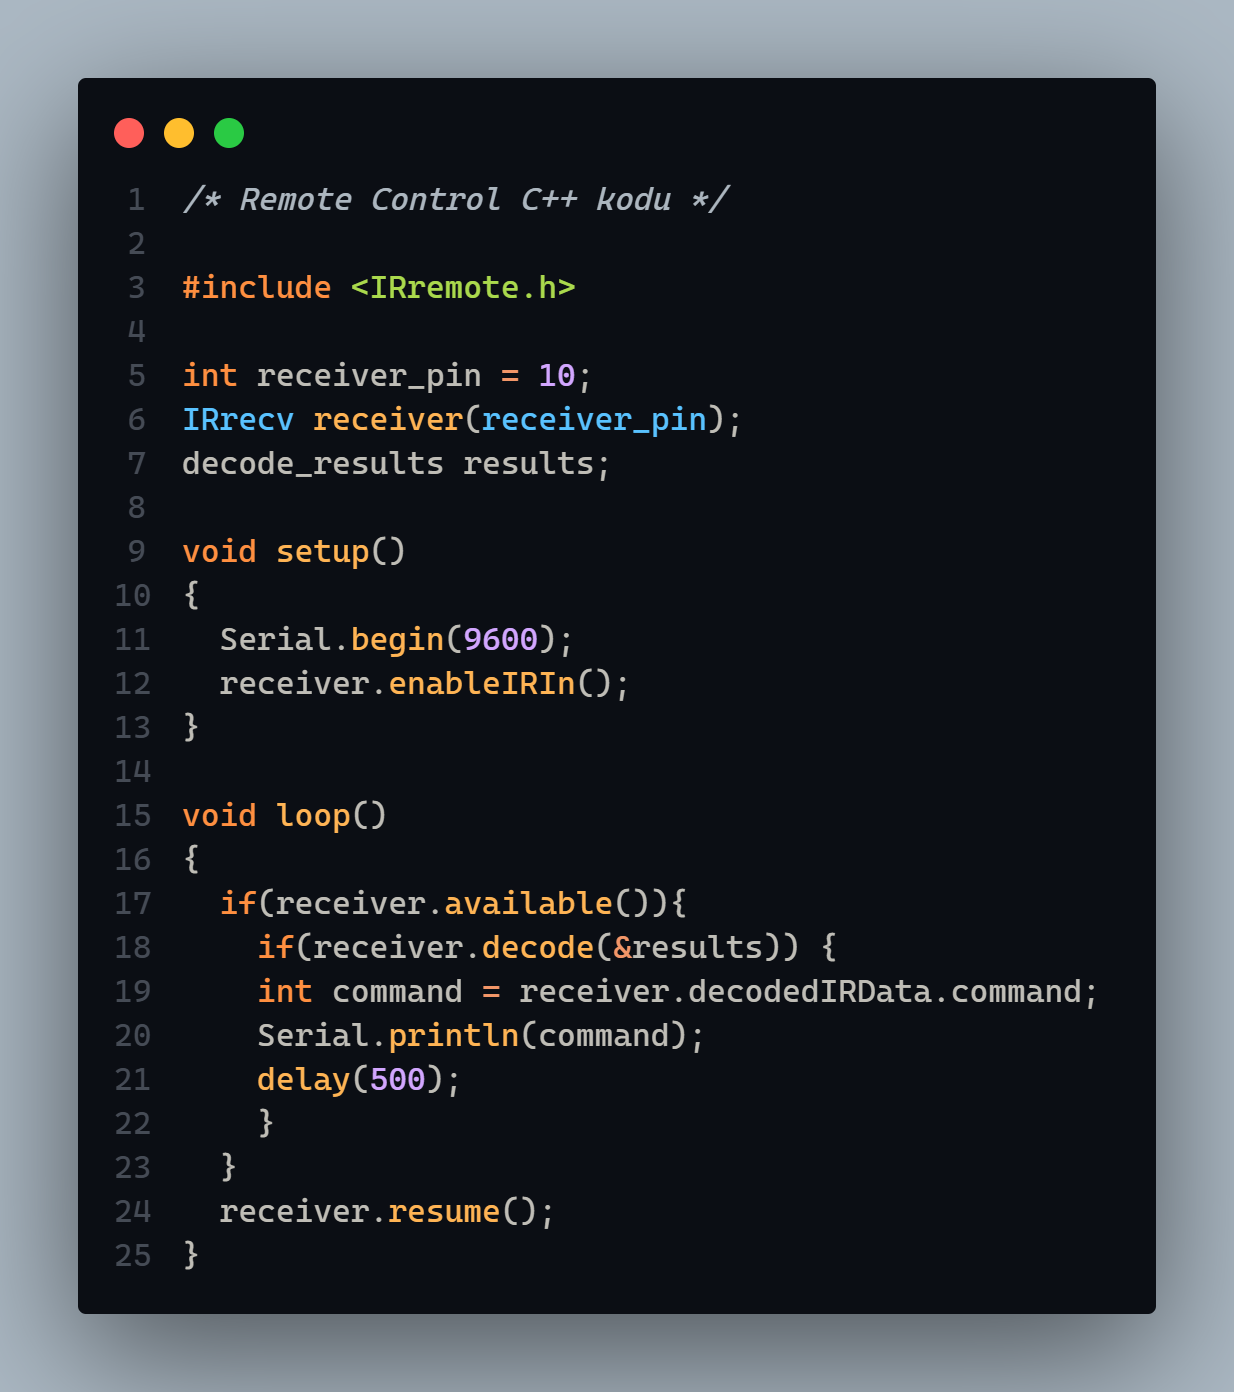 1 /* Remote Control C++ kodu */
2
3 #include <IRremote.h>
4
5 int receiver_pin = 10;
6 IRrecv receiver(receiver_pin);
7 decode_results results;
8
9 void setup()
10 {
11   Serial.begin(9600);
12   receiver.enableIRIn();
13 }
14
15 void loop()
16 {
17   if(receiver.available()){
18     if(receiver.decode(&results)) {
19     int command = receiver.decodedIRData.command;
20     Serial.println(command);
21     delay(500);
22     }
23   }
24   receiver.resume();
25 }